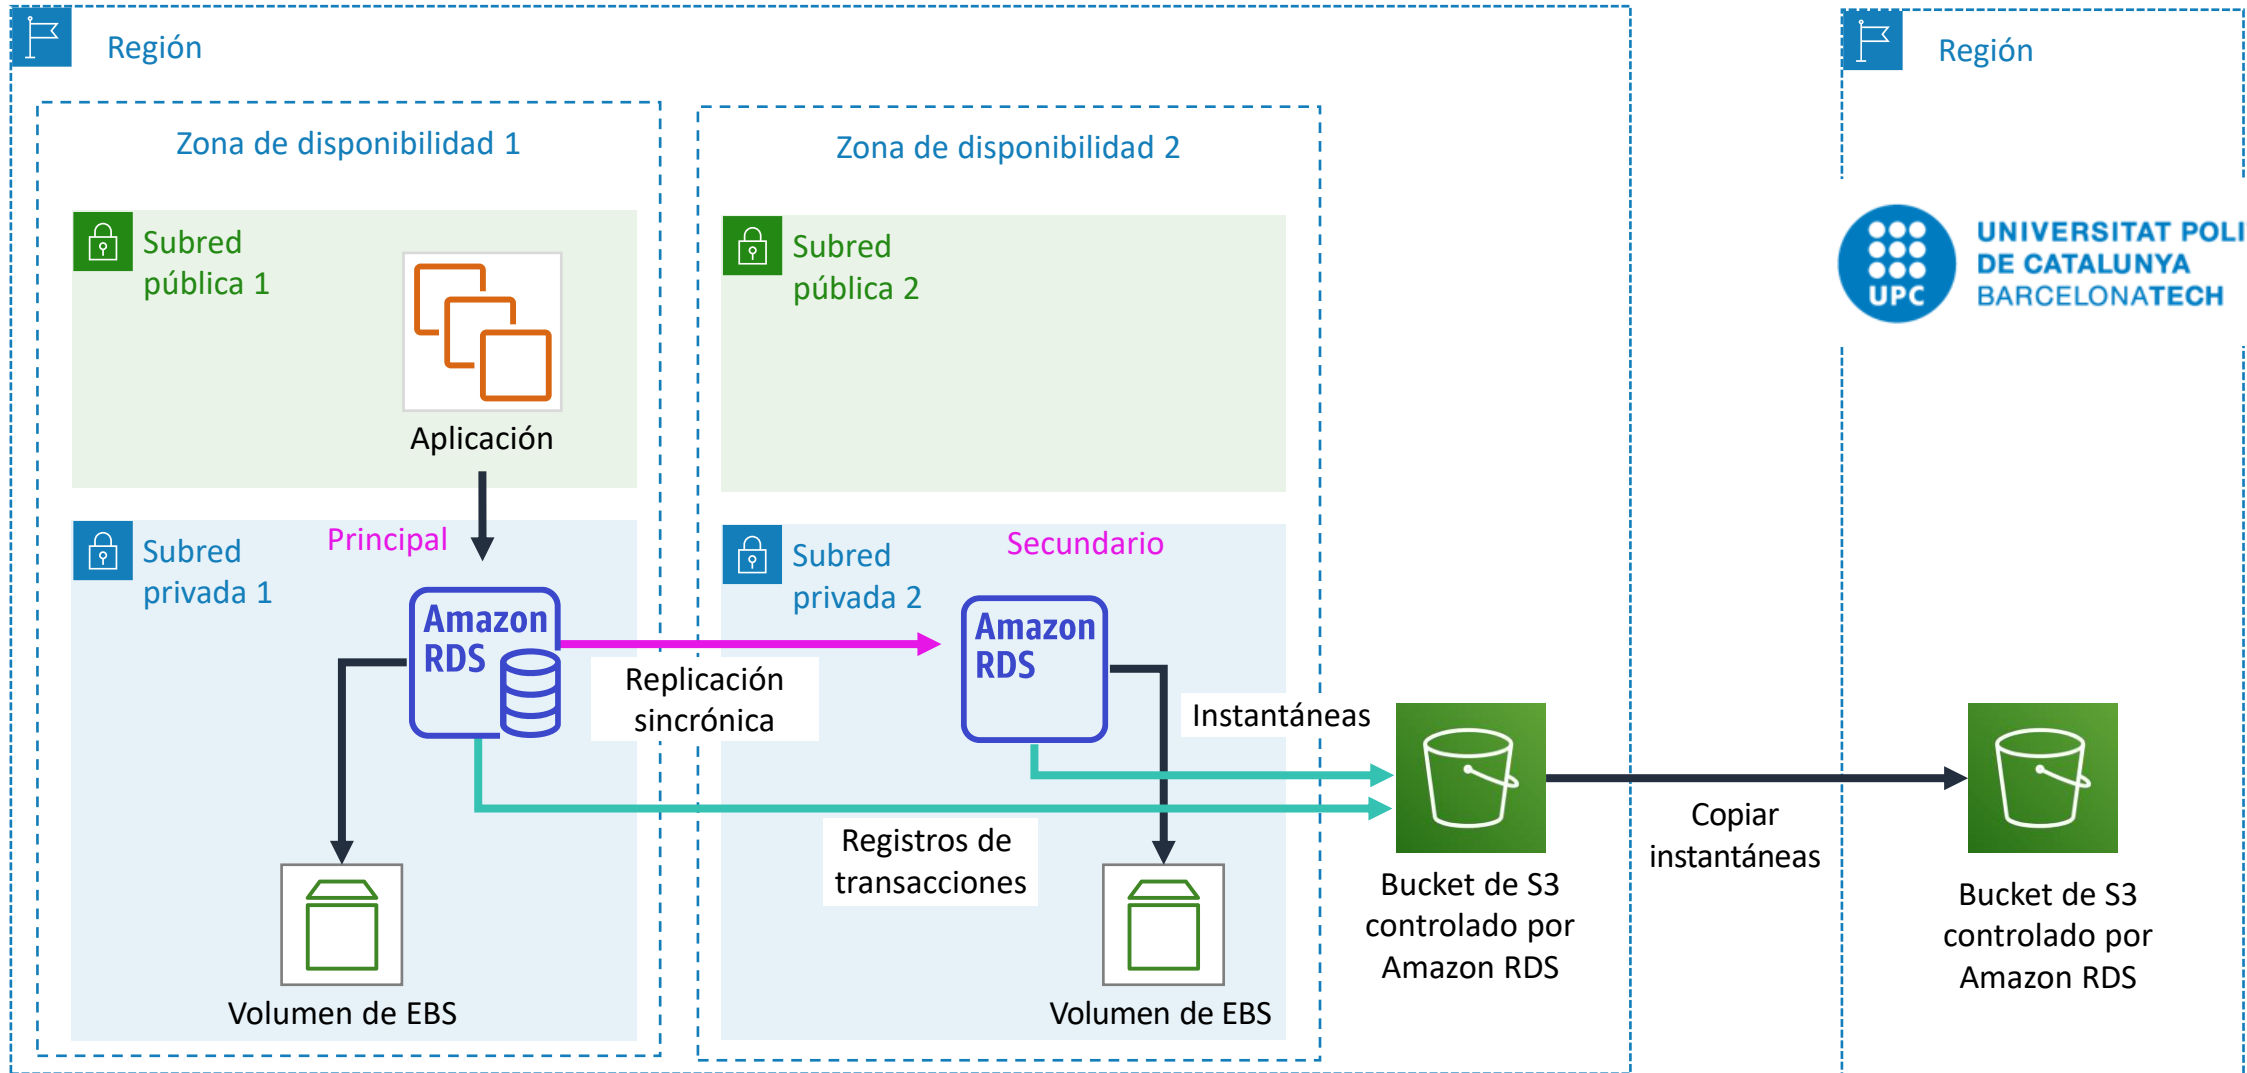 Región
Región
Zona de disponibilidad 1
Zona de disponibilidad 2
Subred
pública 1
Aplicación
Subred
pública 2
UPC
UNIVERSITAT POLI
DE CATALUNYA
BARCELONATECH
Subred
privada 1
Principal
Amazon
RDS
Replicación
sincrónica
Subred
privada 2
Secundario
Amazon
RDS
Instantáneas
Registros de
transacciones
Volumen de EBS
Volumen de EBS
Bucket de S3
controlado por
Amazon RDS
Copiar
instantáneas
Bucket de S3
controlado por
Amazon RDS